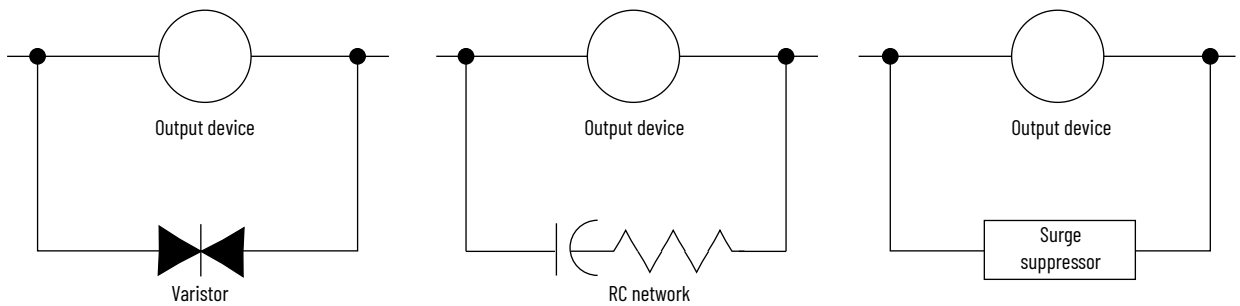 Output device
Output device
Output device
Surge
suppressor
Varistor
RC network